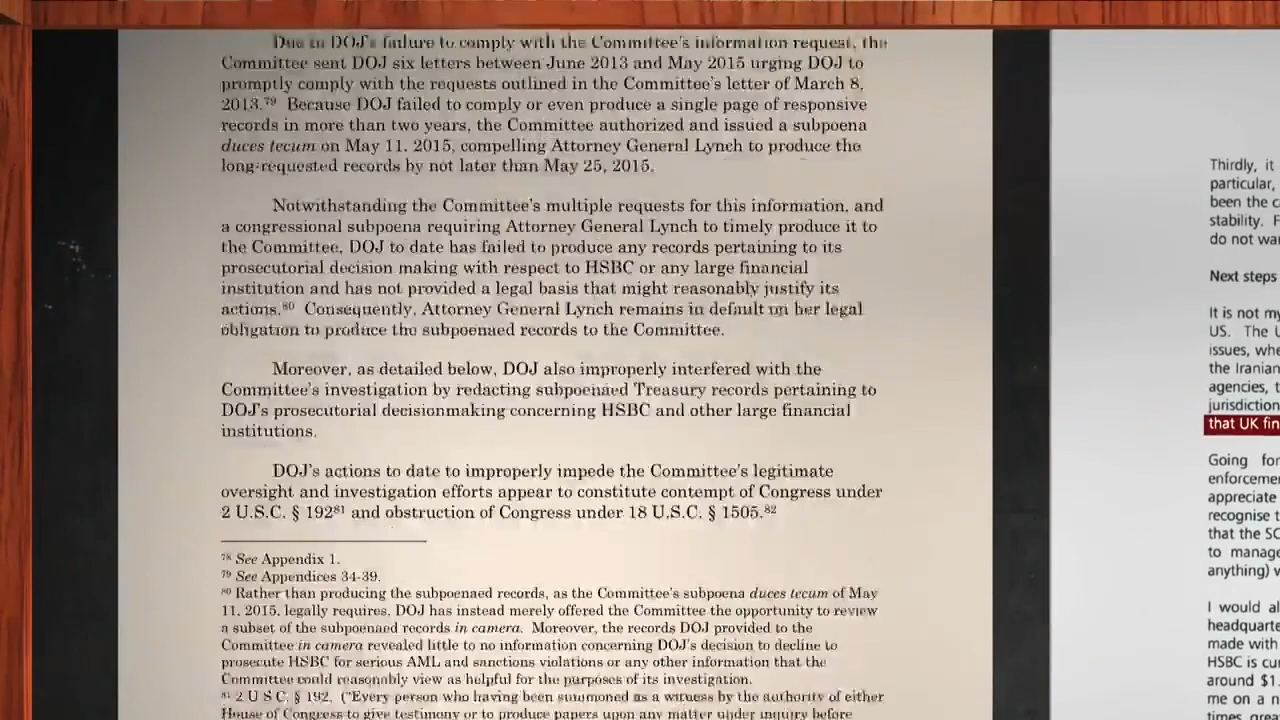 Due to DOJ's failure to comply with the Committee's information request, the
Committee sent DOJ six letters between June 2013 and May 2015 urging DOJ to
promptly comply with the requests outlined in the Committee's letter of March 8,
2013.⁷⁹ Because DOJ failed to comply or even produce a single page of responsive
records in more than two years, the Committee authorized and issued a subpoena
duces tecum on May 11, 2015, compelling Attorney General Lynch to produce the
long-requested records by not later than May 25, 2015.
Notwithstanding the Committee's multiple requests for this information, and
a congressional subpoena requiring Attorney General Lynch to timely produce it to
the Committee, DOJ to date has failed to produce any records pertaining to its
prosecutorial decision making with respect to HSBC or any large financial
institution and has not provided a legal basis that might reasonably justify its
actions.⁸⁰ Consequently, Attorney General Lynch remains in default on her legal
obligation to produce the subpoenaed records to the Committee.
Moreover, as detailed below, DOJ also improperly interfered with the
Committee's investigation by redacting subpoenaed Treasury records pertaining to
DOJ's prosecutorial decisionmaking concerning HSBC and other large financial
institutions.
DOJ's actions to date to improperly impede the Committee's legitimate
oversight and investigation efforts appear to constitute contempt of Congress under
2 U.S.C. § 192⁸¹ and obstruction of Congress under 18 U.S.C. § 1505.⁸²
⁷⁸ See Appendix 1.
⁷⁹ See Appendices 34-39.
⁸⁰ Rather than producing the subpoenaed records, as the Committee's subpoena duces tecum of May
11, 2015, legally requires, DOJ has instead merely offered the Committee the opportunity to review
a subset of the subpoenaed records in camera. Moreover, the records DOJ provided to the
Committee in camera revealed little to no information concerning DOJ's decision to decline to
prosecute HSBC for serious AML and sanctions violations or any other information that the
Committee could reasonably view as helpful for the purposes of its investigation.
⁸¹ 2 U.S.C. § 192. ("Every person who having been summoned as a witness by the authority of either
House of Congress to give testimony or to produce papers upon any matter under inquiry before
Thirdly, it
particular,
been the
stability.
do not
Next steps
It is not
US. The
issues,
the Iranian
agencies,
jurisdiction
that UK
Going for
appreciate
recognise
that the
to
anything)
I would
made with
HSBC is
around $1.
me on a
times